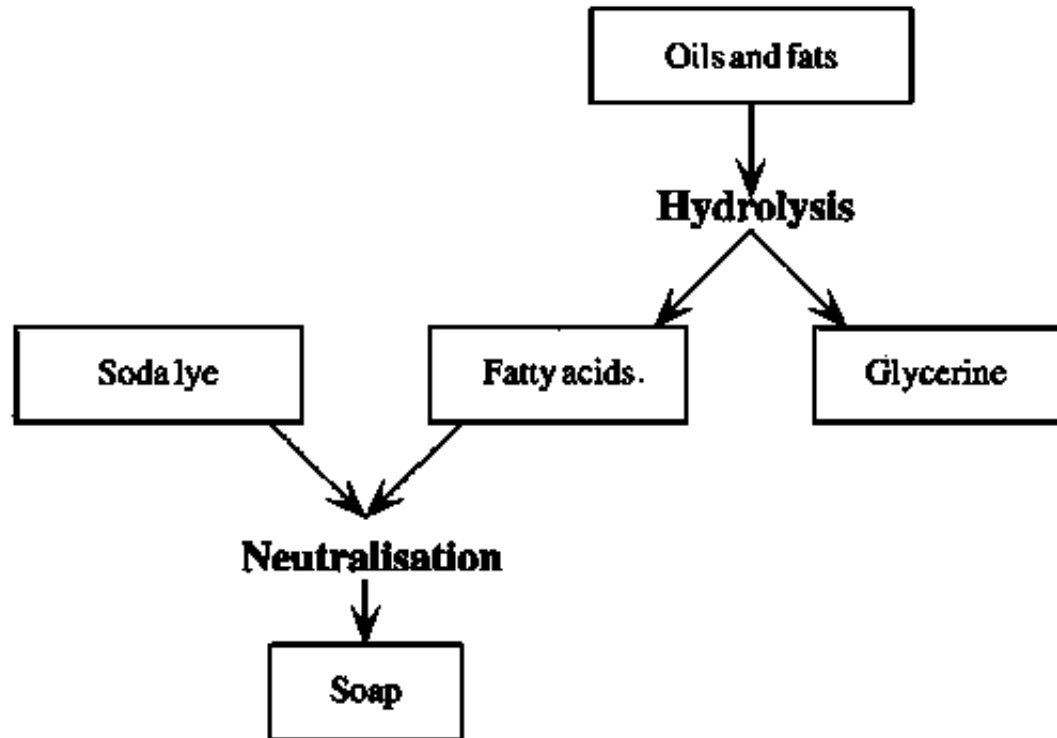 Oils and fats
Hydrolysis
Soda lye
Fatty acids.
Glycerine
Neutralisation
Soap